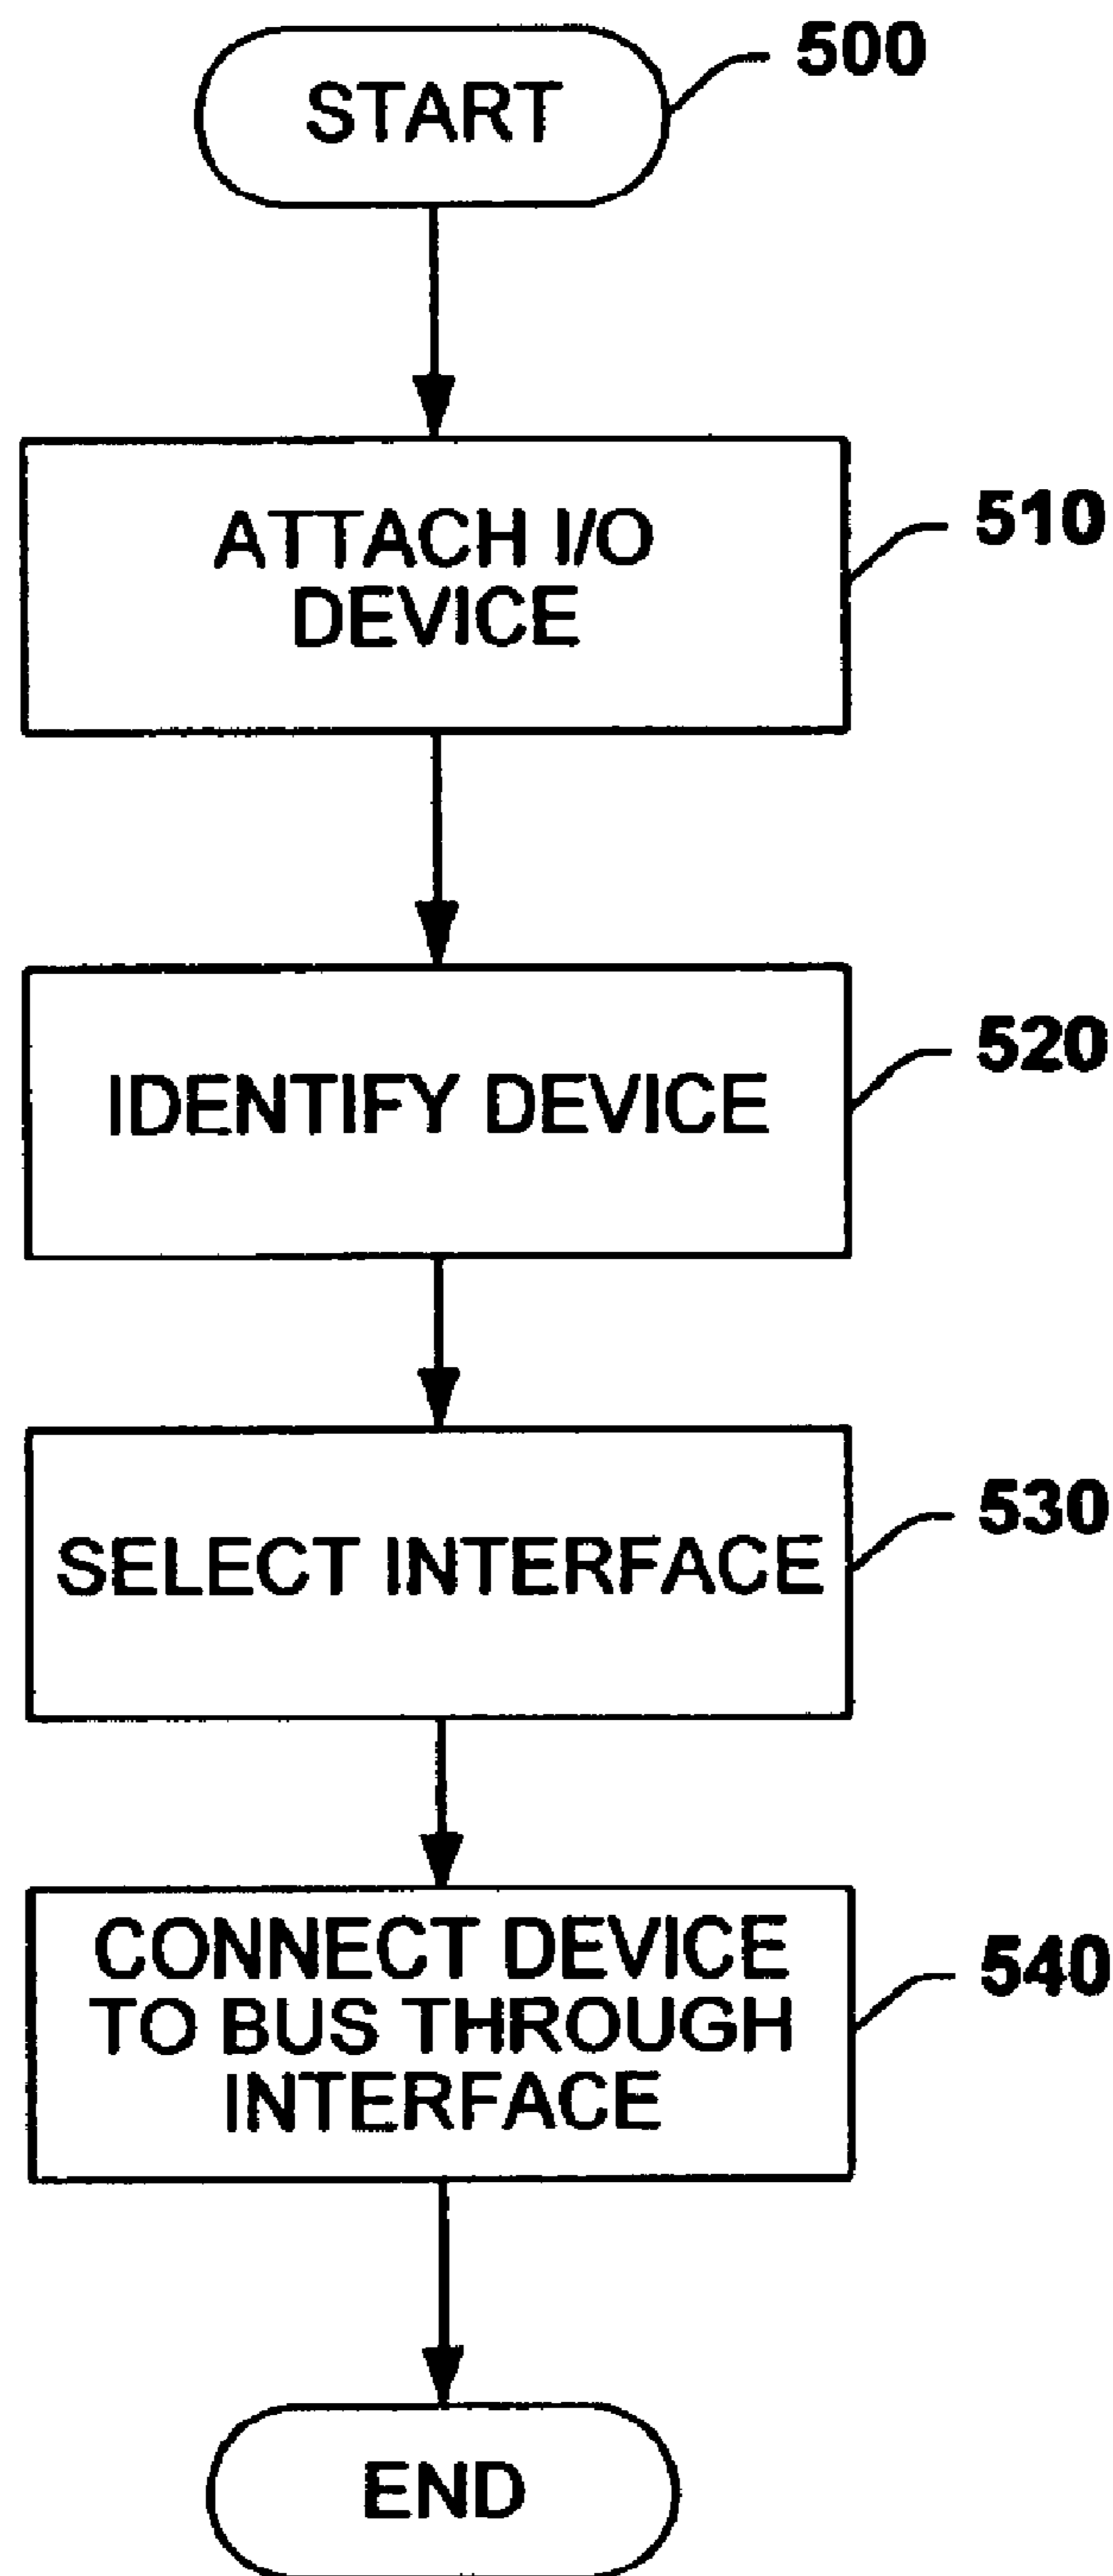 START
500
ATTACH I/O
DEVICE
510
IDENTIFY DEVICE
520
SELECT INTERFACE
530
CONNECT DEVICE
TO BUS THROUGH
INTERFACE
540
END